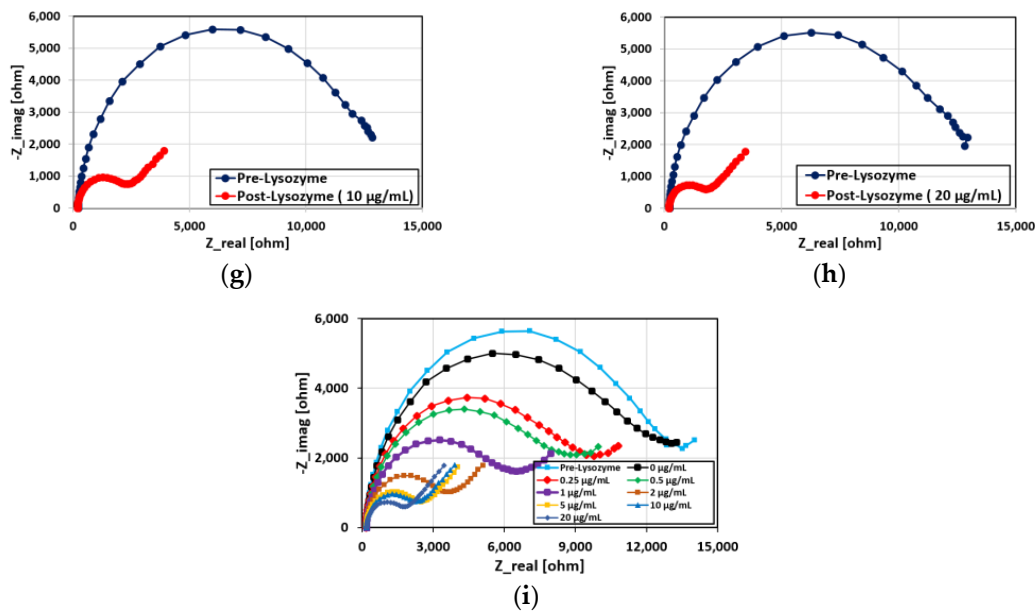 6,000
5,000
4,000
3,000
2,000
1,000
0
-Z_imag [ohm]
Pre-Lysozyme
Post-Lysozyme ( 10 µg/mL)
0 5,000 10,000 15,000
Z_real [ohm]
(g)
6,000
5,000
4,000
3,000
2,000
1,000
0
-Z_imag [ohm]
Pre-Lysozyme
Post-Lysozyme (20 µg/mL)
0 5,000 10,000 15,000
Z_real [ohm]
(h)
6,000
4,000
2,000
0
-Z_imag [ohm]
Pre-Lysozyme 0 µg/mL
0.25 µg/mL 0.5 µg/mL
1 µg/mL 2 µg/mL
5 µg/mL 10 µg/mL
20 µg/mL
0 3,000 6,000 9,000 12,000 15,000
Z_real [ohm]
(i)